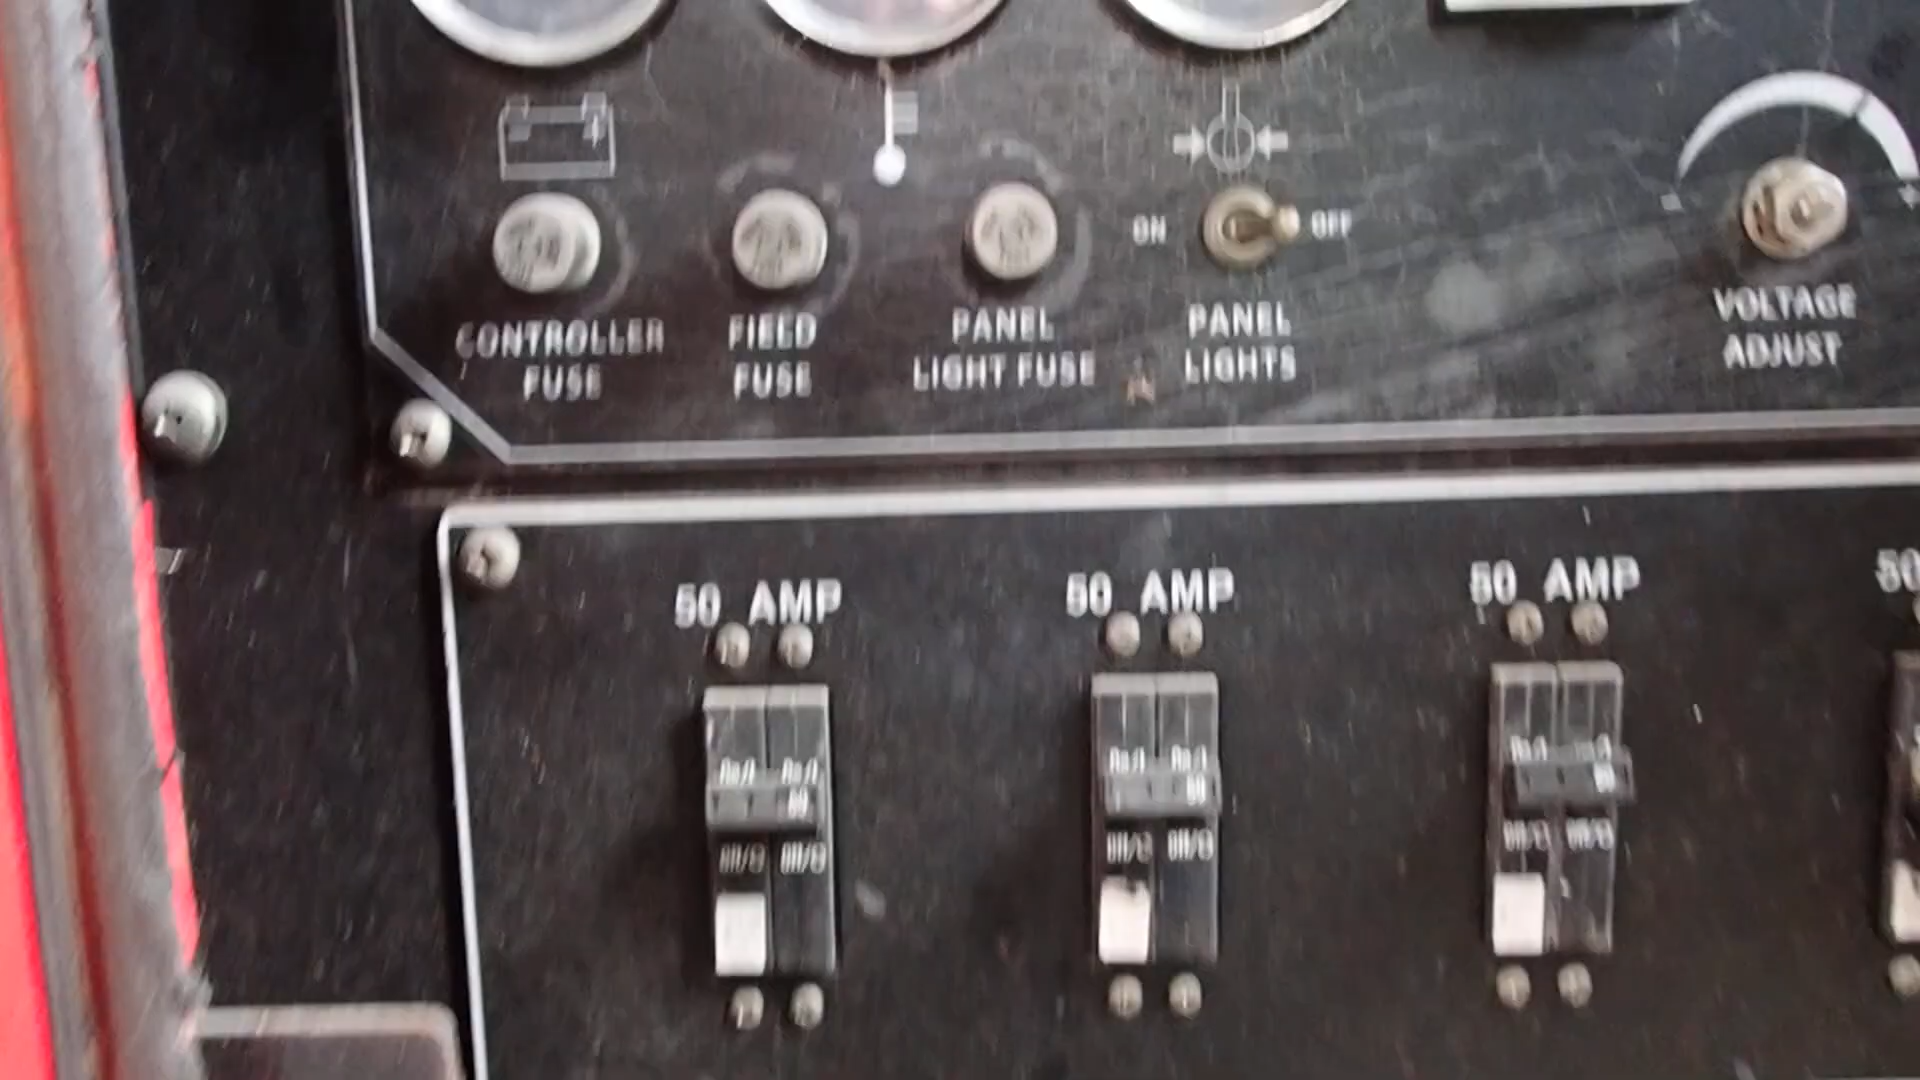 ON
OFF
CONTROLLER
FUSE
FIELD
FUSE
PANEL
LIGHT FUSE
PANEL
LIGHTS
VOLTAGE
ADJUST
50 AMP
50 AMP
50 AMP
50